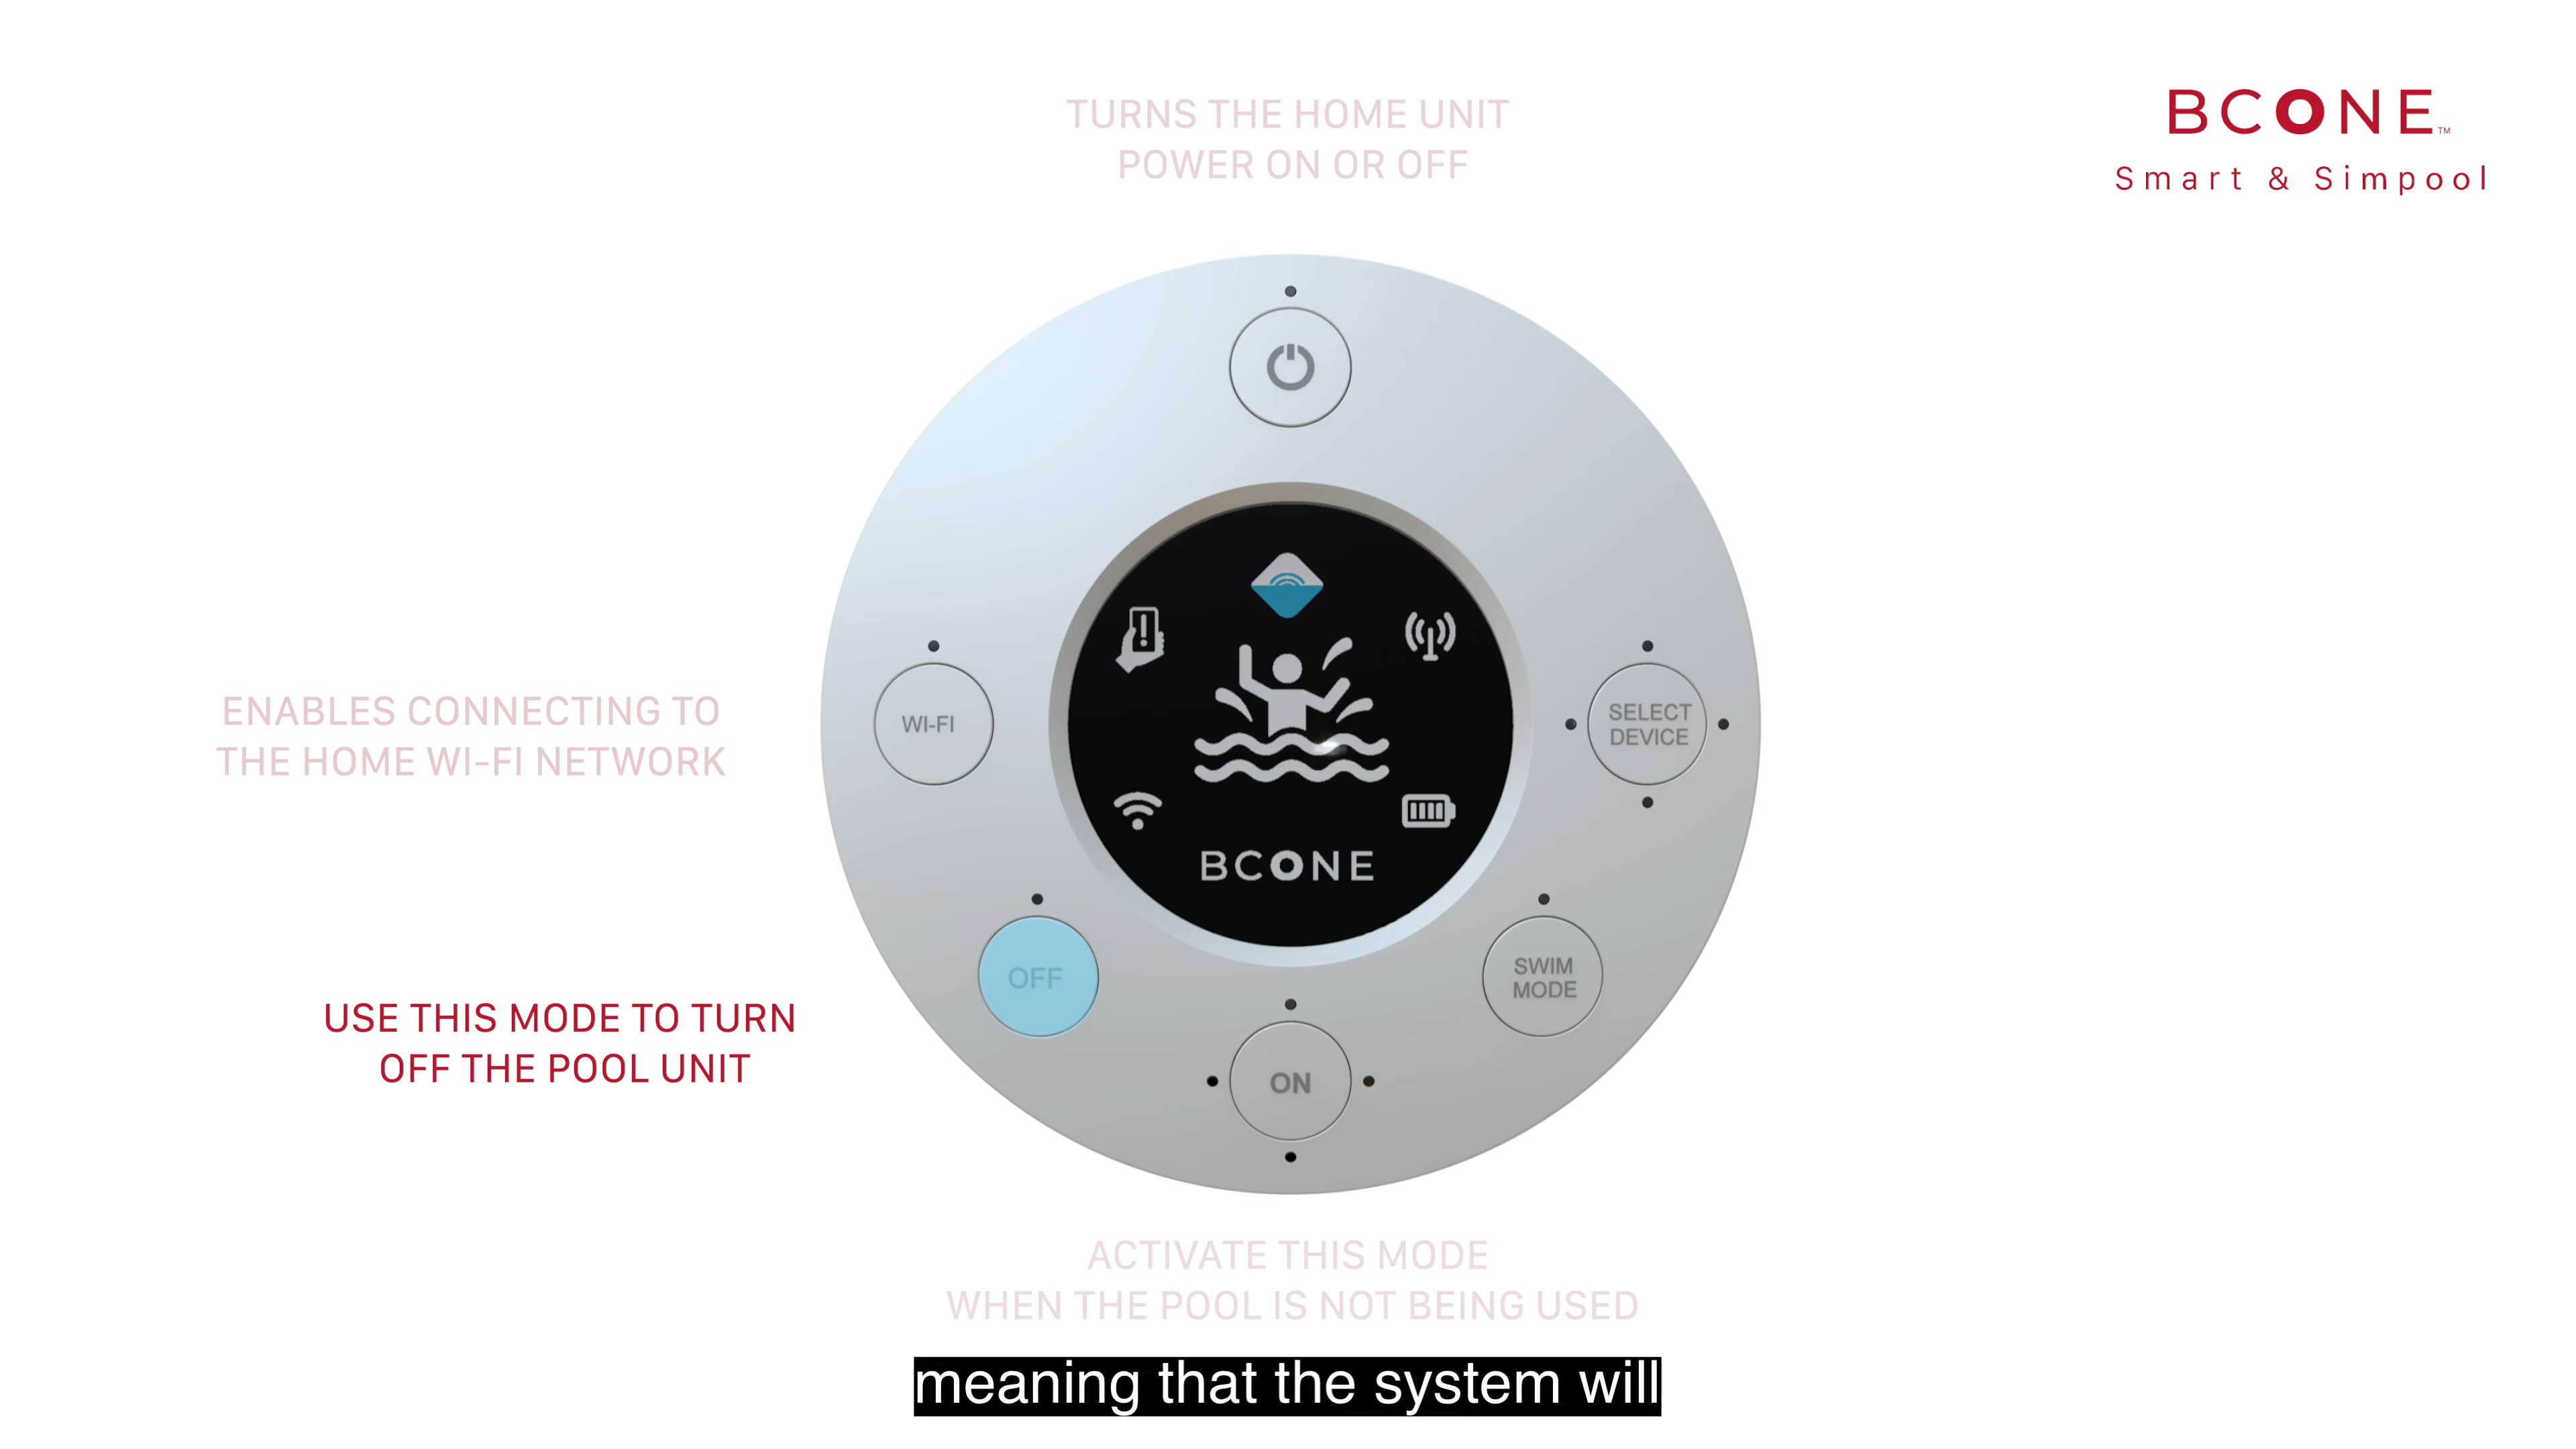 TURNS THE HOME UNIT
POWER ON OR OFF
BCONE™
Smart & Simpool
ENABLES CONNECTING TO
THE HOME WI-FI NETWORK
WI-FI
SELECT
DEVICE
BCONE
OFF
SWIM
MODE
USE THIS MODE TO TURN
OFF THE POOL UNIT
ON
ACTIVATE THIS MODE
WHEN THE POOL IS NOT BEING USED
meaning that the system will